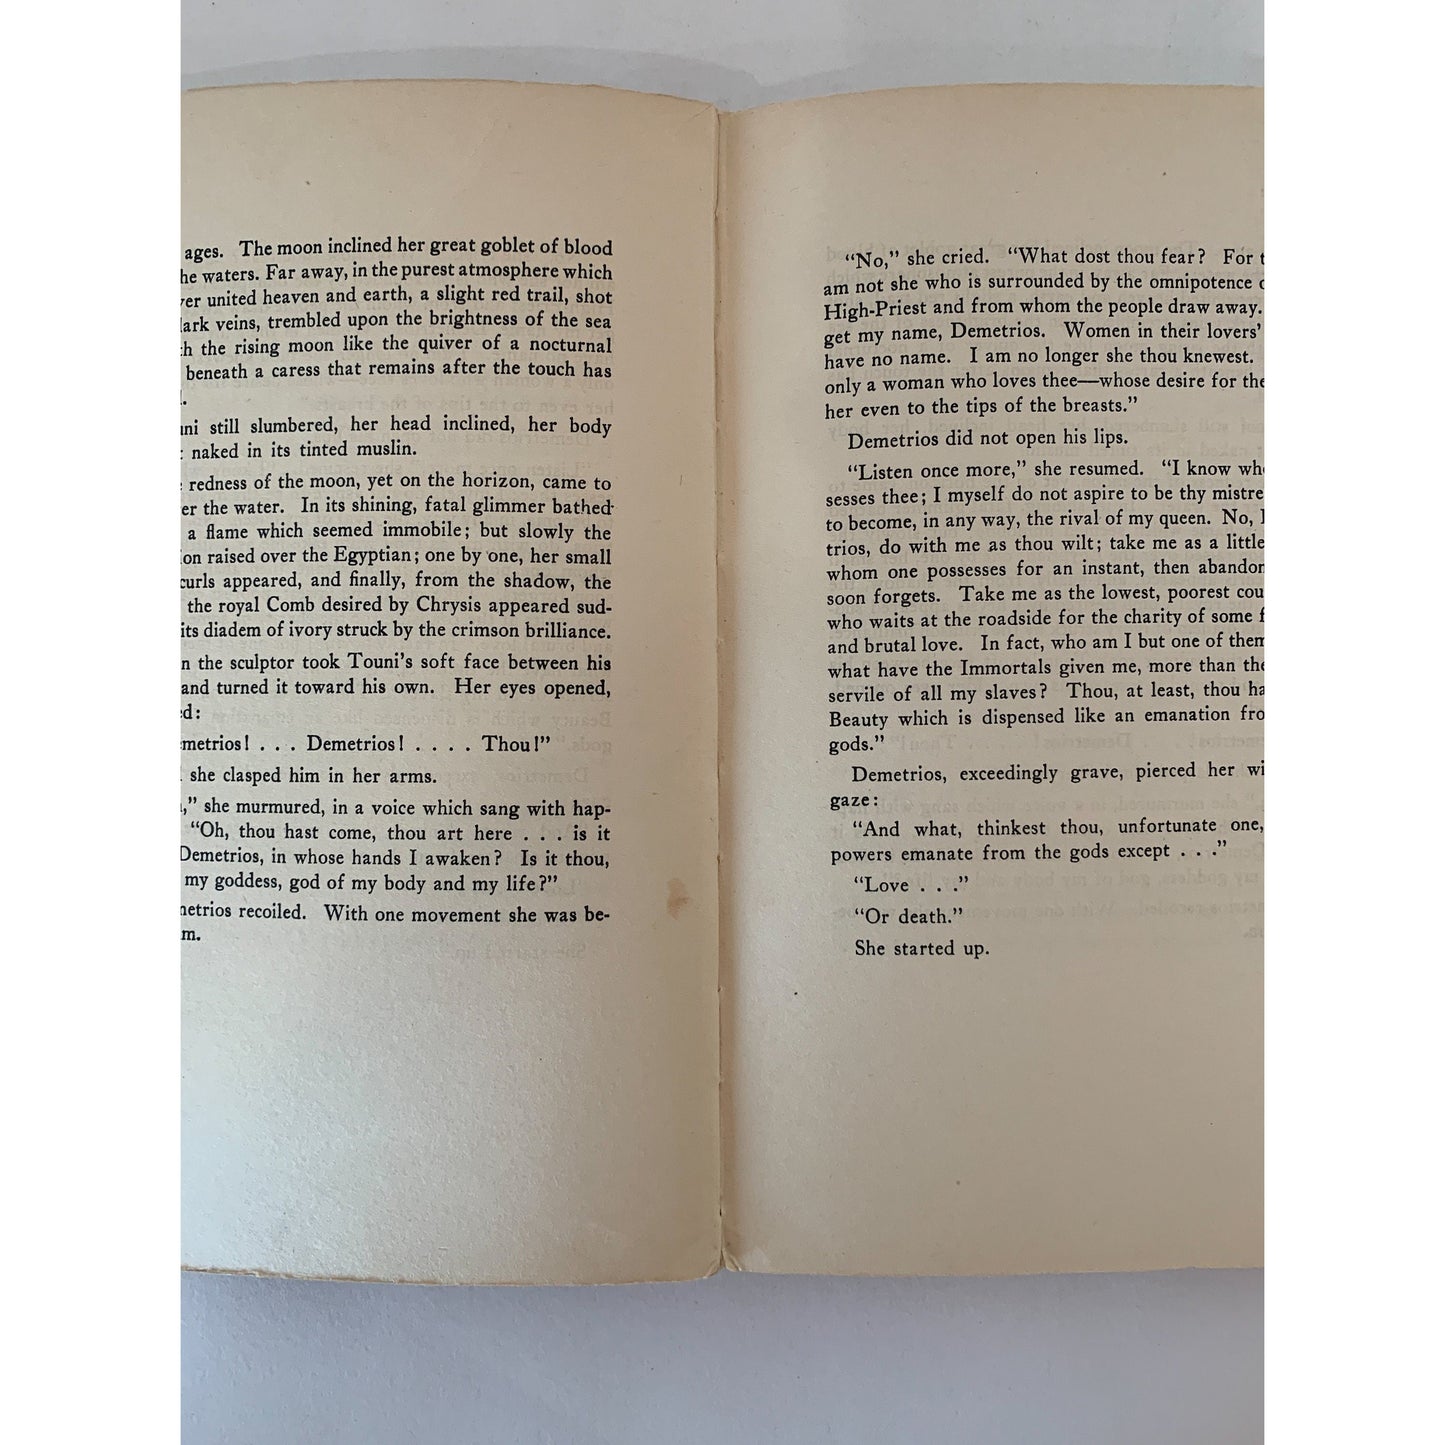 ages. The moon inclined her great goblet of blood
he waters. Far away, in the purest atmosphere which
er united heaven and earth, a slight red trail, shot
ark veins, trembled upon the brightness of the sea
h the rising moon like the quiver of a nocturnal
beneath a caress that remains after the touch has
uni still slumbered, her head inclined, her body
naked in its tinted muslin.
redness of the moon, yet on the horizon, came to
er the water. In its shining, fatal glimmer bathed
a flame which seemed immobile; but slowly the
on raised over the Egyptian; one by one, her small
curls appeared, and finally, from the shadow, the
the royal Comb desired by Chrysis appeared sud-
its diadem of ivory struck by the crimson brilliance.
n the sculptor took Touni's soft face between his
and turned it toward his own. Her eyes opened,
ed:
metrios! . . . Demetrios! . . . . Thou!"
she clasped him in her arms.
," she murmured, in a voice which sang with hap-
"Oh, thou hast come, thou art here . . . is it
Demetrios, in whose hands I awaken? Is it thou,
my goddess, god of my body and my life?"
metrios recoiled. With one movement she was be-
m.
"No," she cried. "What dost thou fear? For t
am not she who is surrounded by the omnipotence o
High-Priest and from whom the people draw away.
get my name, Demetrios. Women in their lovers'
have no name. I am no longer she thou knewest.
only a woman who loves thee—whose desire for the
her even to the tips of the breasts."
Demetrios did not open his lips.
"Listen once more," she resumed. "I know wh
sesses thee; I myself do not aspire to be thy mistre
to become, in any way, the rival of my queen. No,
trios, do with me as thou wilt; take me as a little
whom one possesses for an instant, then abandon
soon forgets. Take me as the lowest, poorest cou
who waits at the roadside for the charity of some f
and brutal love. In fact, who am I but one of them
what have the Immortals given me, more than the
servile of all my slaves? Thou, at least, thou ha
Beauty which is dispensed like an emanation fro
gods."
Demetrios, exceedingly grave, pierced her wi
gaze:
"And what, thinkest thou, unfortunate one,
powers emanate from the gods except . . ."
"Love . . ."
"Or death."
She started up.